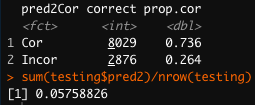 pred2Cor correct prop.cor
<fct> <int> <dbl>
1 Cor 8029 0.736
2 Incor 2876 0.264
> sum(testing$pred2)/nrow(testing)
[1] 0.05758826